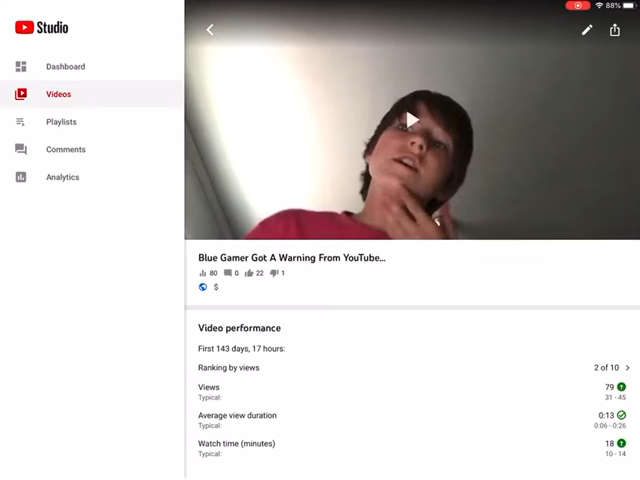 88%
Studio
Dashboard
Videos
Playlists
Comments
Analytics
Blue Gamer Got A Warning From YouTube...
80 0 22 1
$
Video performance
First 143 days, 17 hours:
Ranking by views 2 of 10
Views 79
Typical: 31 - 45
Average view duration 0:13
Typical: 0:06 - 0:26
Watch time (minutes) 18
Typical: 10 - 14